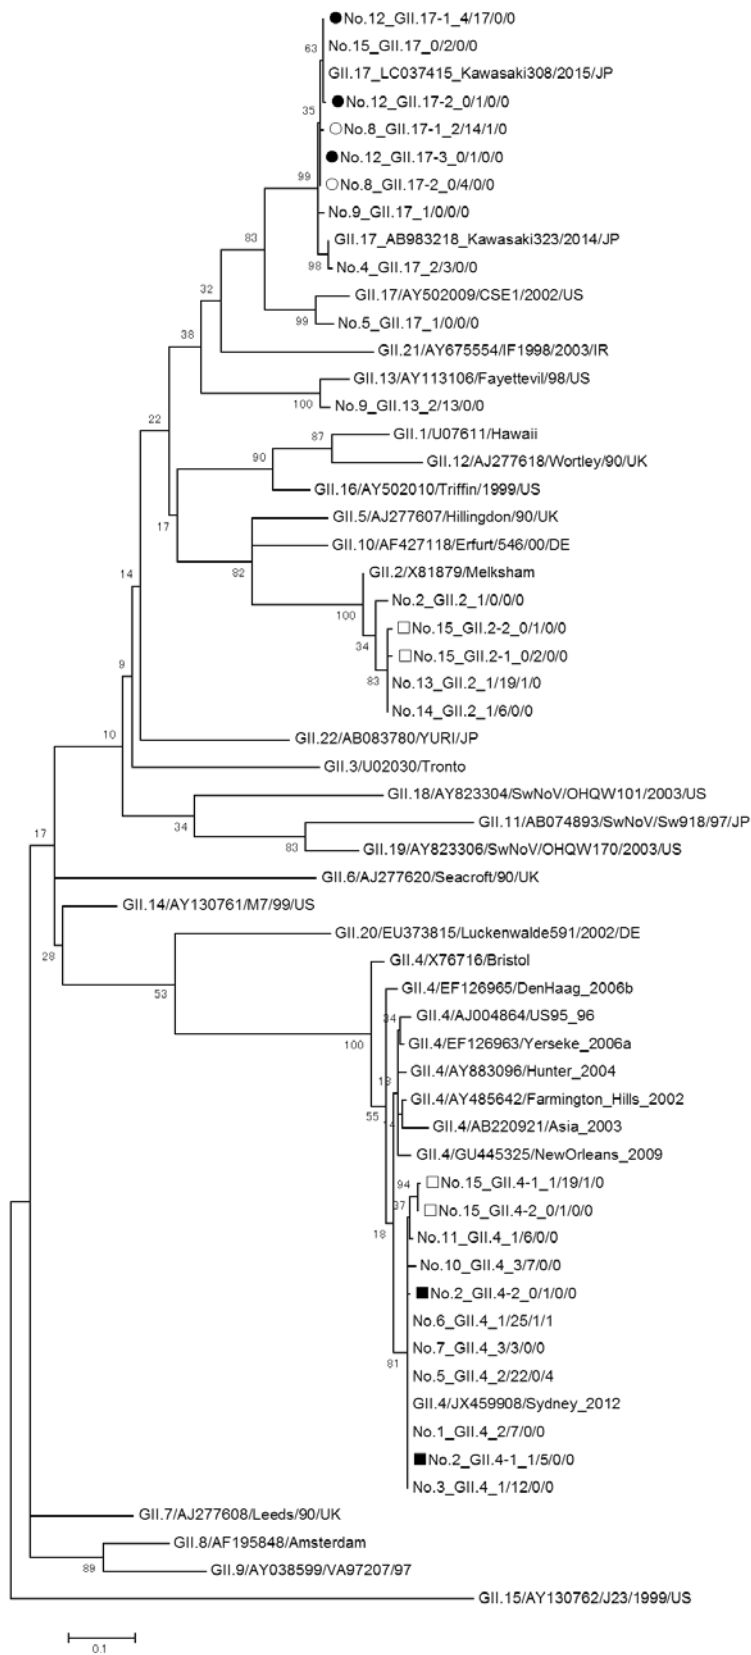 ●No.12_GII.17-1_4/17/0/0
63
No.15_GII.17_0/2/0/0
GII.17_LC037415_Kawasaki308/2015/JP
●No.12_GII.17-2_0/1/0/0
35
○No.8_GII.17-1_2/14/1/0
●No.12_GII.17-3_0/1/0/0
99
○No.8_GII.17-2_0/4/0/0
No.9_GII.17_1/0/0/0
83
GII.17_AB983218_Kawasaki323/2014/JP
98
No.4_GII.17_2/3/0/0
32
GII.17/AY502009/CSE1/2002/US
99
No.5_GII.17_1/0/0/0
38
GII.21/AY675554/IF1998/2003/IR
GII.13/AY113106/Fayettevil/98/US
100
No.9_GII.13_2/13/0/0
22
87
GII.1/U07611/Hawaii
90
GII.12/AJ277618/Wortley/90/UK
GII.16/AY502010/Triffin/1999/US
17
GII.5/AJ277607/Hillingdon/90/UK
GII.10/AF427118/Erfurt/546/00/DE
14
82
GII.2/X81879/Melksham
No.2_GII.2_1/0/0/0
100
□No.15_GII.2-2_0/1/0/0
34
□No.15_GII.2-1_0/2/0/0
9
83
No.13_GII.2_1/19/1/0
No.14_GII.2_1/6/0/0
10
GII.22/AB083780/YURI/JP
GII.3/U02030/Tronto
GII.18/AY823304/SwNoV/OHQW101/2003/US
34
GII.11/AB074893/SwNoV/Sw918/97/JP
17
83
GII.19/AY823306/SwNoV/OHQW170/2003/US
GII.6/AJ277620/Seacroft/90/UK
GII.14/AY130761/M7/99/US
28
GII.20/EU373815/Luckenwalde591/2002/DE
53
GII.4/X76716/Bristol
GII.4/EF126965/DenHaag_2006b
34
GII.4/AJ004864/US95_96
100
GII.4/EF126963/Yerseke_2006a
GII.4/AY883096/Hunter_2004
GII.4/AY485642/Farmington_Hills_2002
55
GII.4/AB220921/Asia_2003
GII.4/GU445325/NewOrleans_2009
94
□No.15_GII.4-1_1/19/1/0
37
□No.15_GII.4-2_0/1/0/0
18
No.11_GII.4_1/6/0/0
No.10_GII.4_3/7/0/0
■No.2_GII.4-2_0/1/0/0
No.6_GII.4_1/25/1/1
No.7_GII.4_3/3/0/0
81
No.5_GII.4_2/22/0/4
GII.4/JX459908/Sydney_2012
No.1_GII.4_2/7/0/0
■No.2_GII.4-1_1/5/0/0
No.3_GII.4_1/12/0/0
GII.7/AJ277608/Leeds/90/UK
GII.8/AF195848/Amsterdam
89
GII.9/AY038599/VA97207/97
GII.15/AY130762/J23/1999/US
0.1